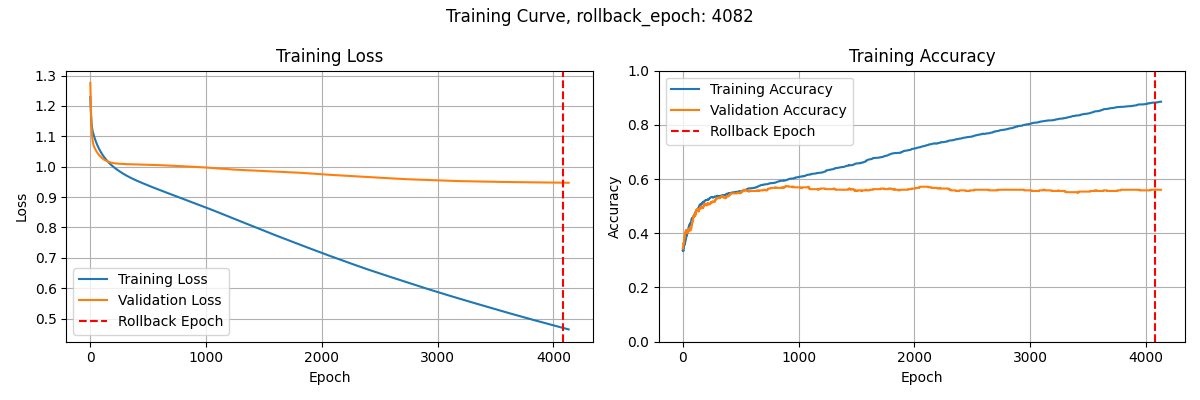 Training Curve, rollback_epoch: 4082
Training Loss
1.3
1.2
1.1
1.0
0.9
0.8
0.7
0.6
0.5
Loss
Training Loss
Validation Loss
Rollback Epoch
0 1000 2000 3000 4000
Epoch
Training Accuracy
1.0
0.8
0.6
0.4
0.2
0.0
Accuracy
Training Accuracy
Validation Accuracy
Rollback Epoch
0 1000 2000 3000 4000
Epoch